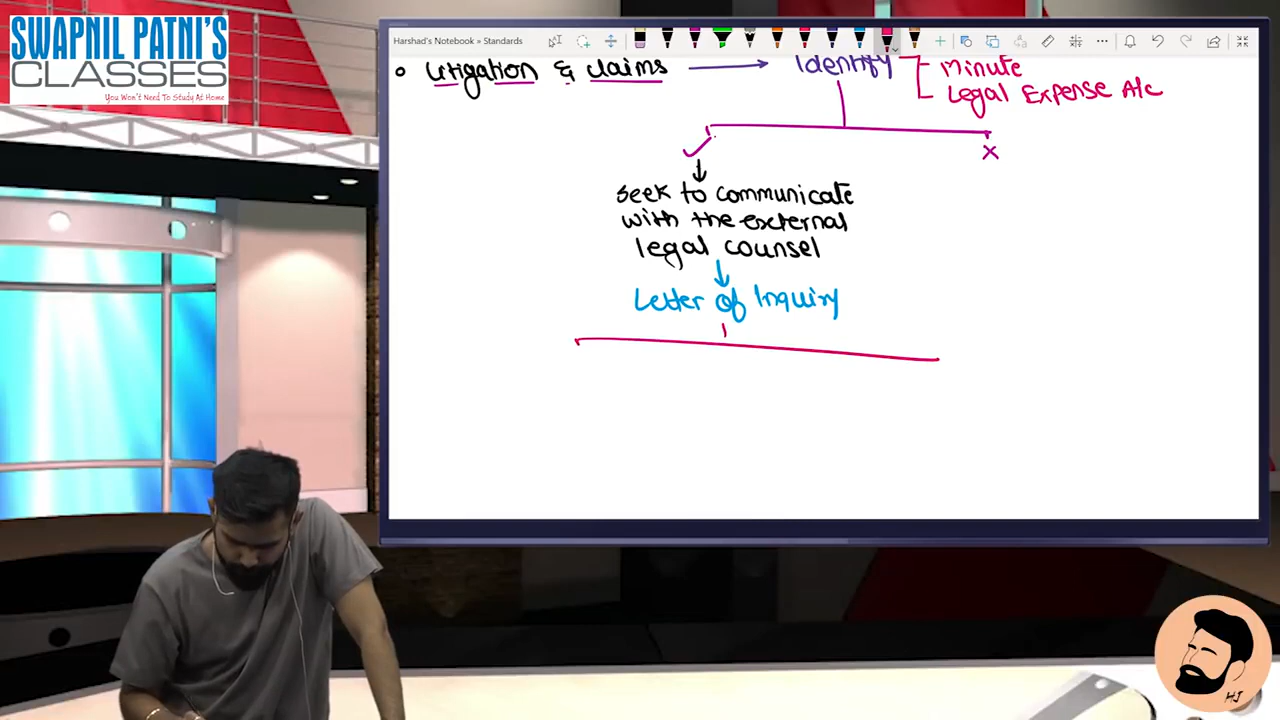 SWAPNIL PATNI'S
CLASSES
You Won't Need To Study At Home
Harshad's Notebook » Standards
Litigation & claims
Identify
Minute
Legal Expense A/c
x
Seek to communicate
with the external
legal counsel
Letter of Inquiry
HJ